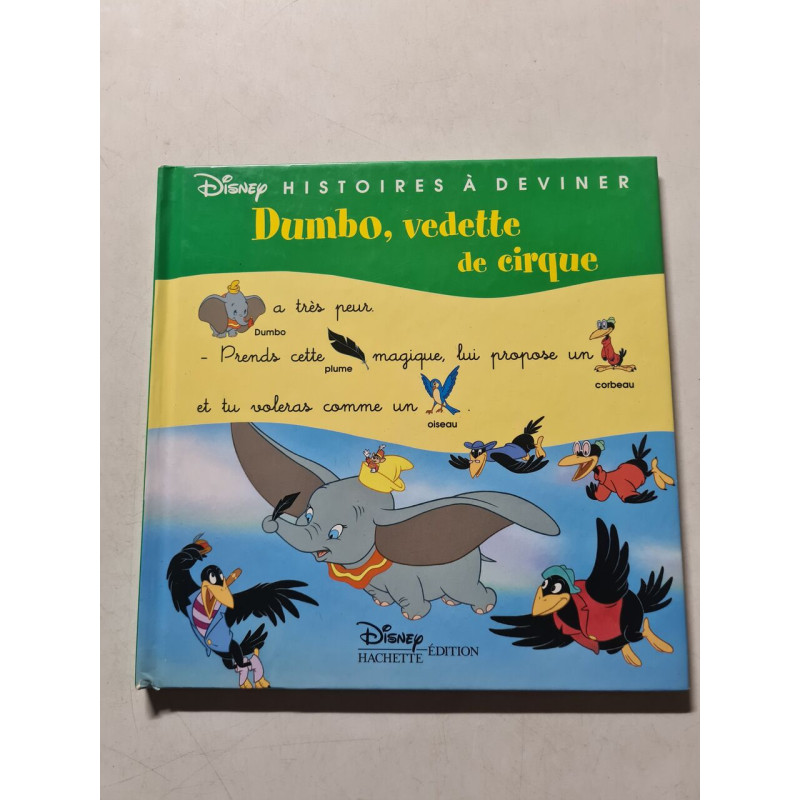 Disney HISTOIRES À DEVINER
Dumbo, vedette
de cirque
a très peur.
Dumbo
- Prends cette magique, lui propose un
plume
corbeau
et tu voleras comme un .
oiseau
Disney
HACHETTE ÉDITION